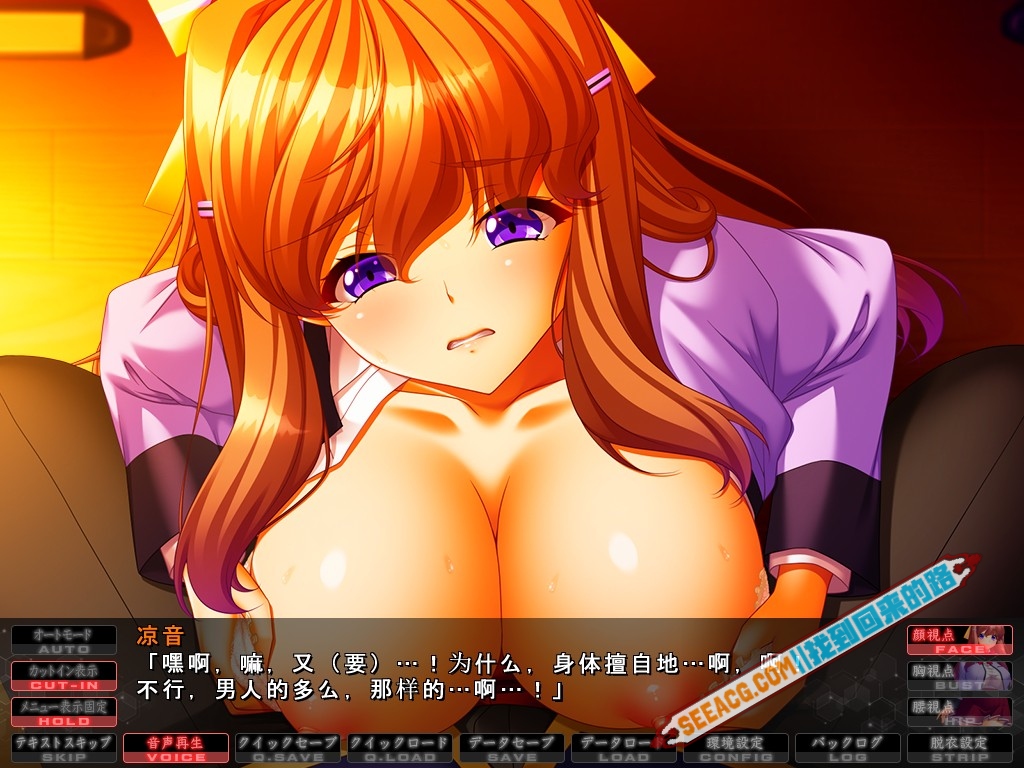 凉音
「嘿啊，嘛，又（要）…！为什么，身体擅自地…啊，
不行，男人的多么，那样的…啊…！」
SEEACG.COM//找到回来的路
オートモード
AUTO
カットイン表示
CUT-IN
メニュー表示固定
HOLD
顔視点
FACE
胸視点
BUST
腰視点
HIP
テキストスキップ
SKIP
音声再生
VOICE
クイックセーブ
Q.SAVE
クイックロード
Q.LOAD
データセーブ
SAVE
データロー
LOAD
環境設定
CONFIG
バックログ
LOG
脱衣設定
STRIP